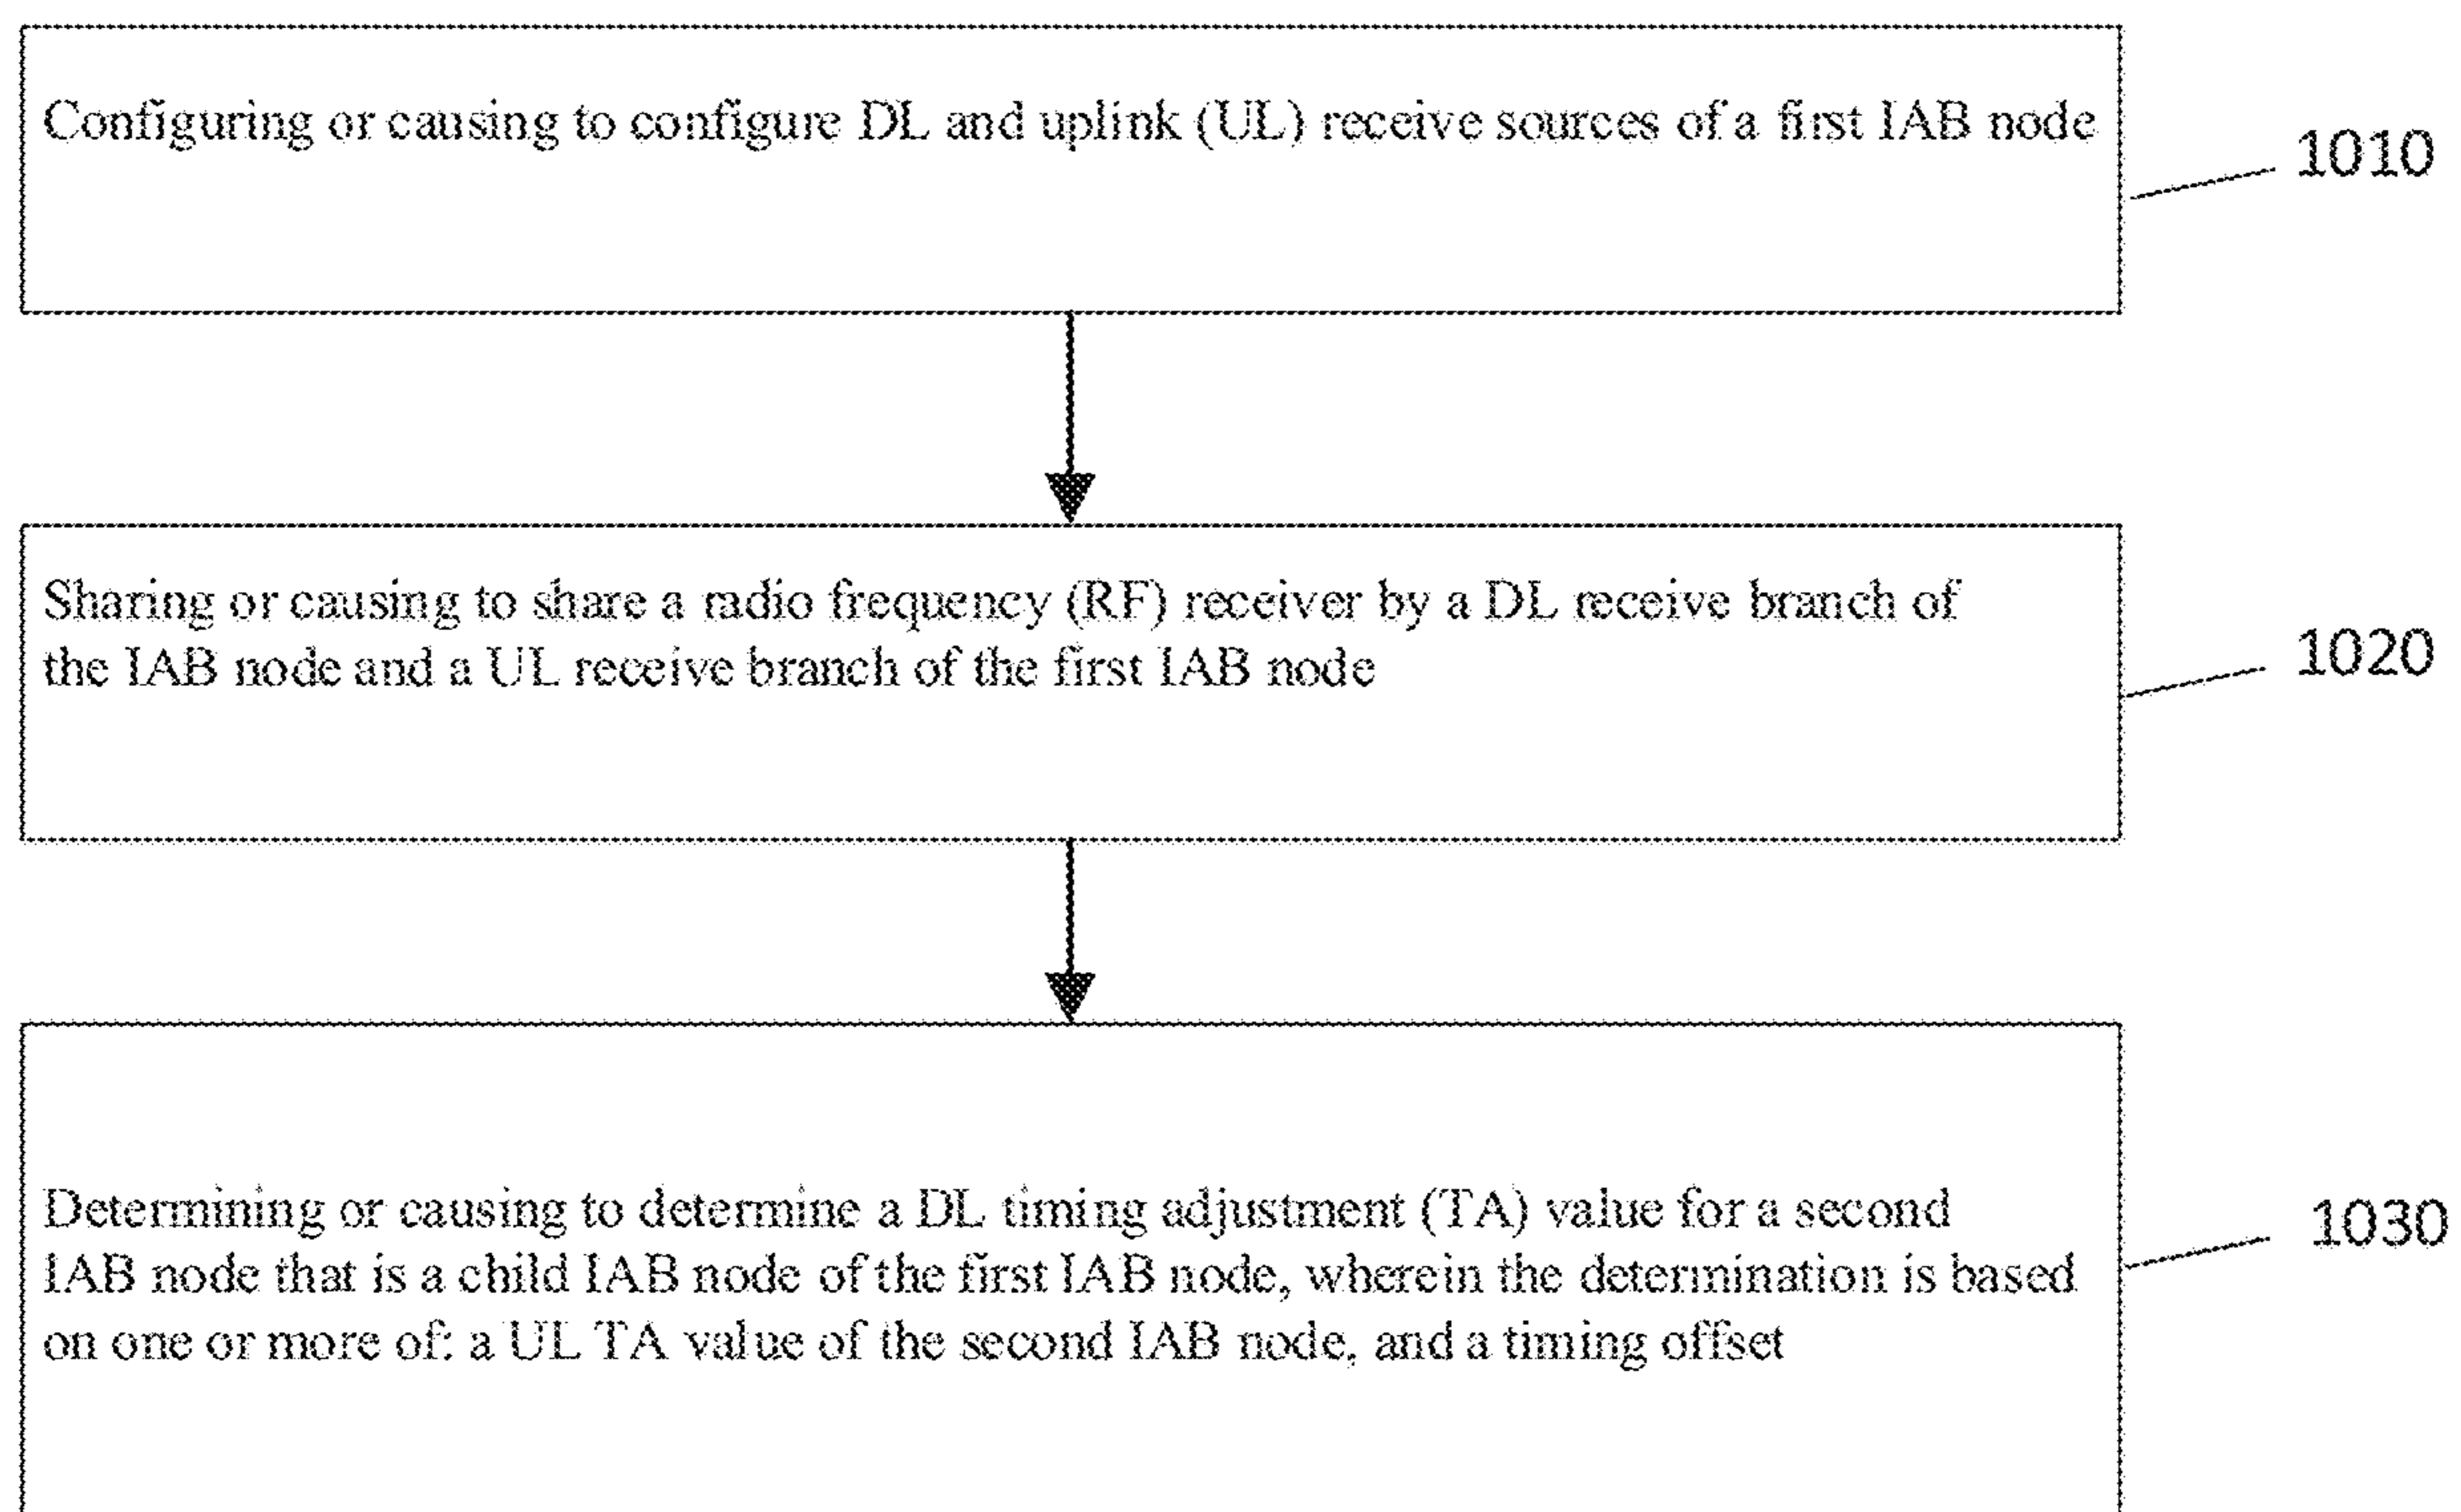 Configuring or causing to configure DL and uplink (UL) receive sources of a first IAB node
1010
Sharing or causing to share a radio frequency (RF) receiver by a DL receive branch of
the IAB node and a UL receive branch of the first IAB node
1020
Determining or causing to determine a DL timing adjustment (TA) value for a second
IAB node that is a child IAB node of the first IAB node, wherein the determination is based
on one or more of: a UL TA value of the second IAB node, and a timing offset
1030